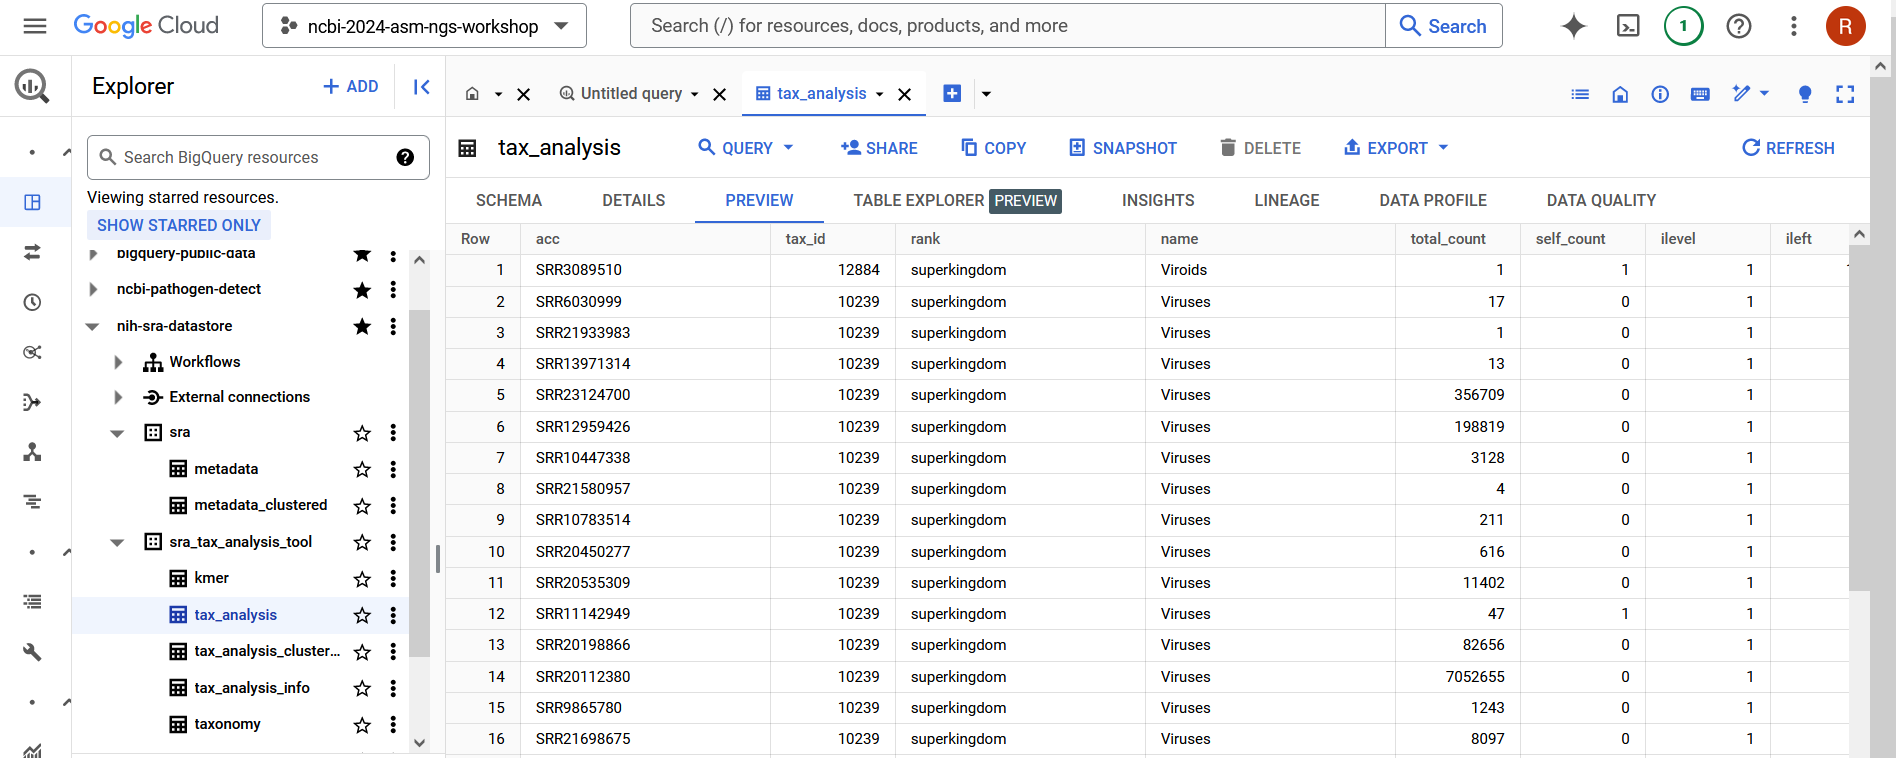 Google Cloud
ncbi-2024-asm-ngs-workshop
Search (/) for resources, docs, products, and more
Search
1
R
Explorer
+ ADD
Untitled query
tax_analysis
Search BigQuery resources
?
tax_analysis
QUERY
SHARE
COPY
SNAPSHOT
DELETE
EXPORT
REFRESH
Viewing starred resources.
SHOW STARRED ONLY
SCHEMA
DETAILS
PREVIEW
TABLE EXPLORER PREVIEW
INSIGHTS
LINEAGE
DATA PROFILE
DATA QUALITY
bigquery-public-data
ncbi-pathogen-detect
nih-sra-datastore
Workflows
External connections
sra
metadata
metadata_clustered
sra_tax_analysis_tool
kmer
tax_analysis
tax_analysis_cluster...
tax_analysis_info
taxonomy
Row acc tax_id rank name total_count self_count ilevel ileft
1 SRR3089510 12884 superkingdom Viroids 1 1 1
2 SRR6030999 10239 superkingdom Viruses 17 0 1
3 SRR21933983 10239 superkingdom Viruses 1 0 1
4 SRR13971314 10239 superkingdom Viruses 13 0 1
5 SRR23124700 10239 superkingdom Viruses 356709 0 1
6 SRR12959426 10239 superkingdom Viruses 198819 0 1
7 SRR10447338 10239 superkingdom Viruses 3128 0 1
8 SRR21580957 10239 superkingdom Viruses 4 0 1
9 SRR10783514 10239 superkingdom Viruses 211 0 1
10 SRR20450277 10239 superkingdom Viruses 616 0 1
11 SRR20535309 10239 superkingdom Viruses 11402 0 1
12 SRR11142949 10239 superkingdom Viruses 47 1 1
13 SRR20198866 10239 superkingdom Viruses 82656 0 1
14 SRR20112380 10239 superkingdom Viruses 7052655 0 1
15 SRR9865780 10239 superkingdom Viruses 1243 0 1
16 SRR21698675 10239 superkingdom Viruses 8097 0 1